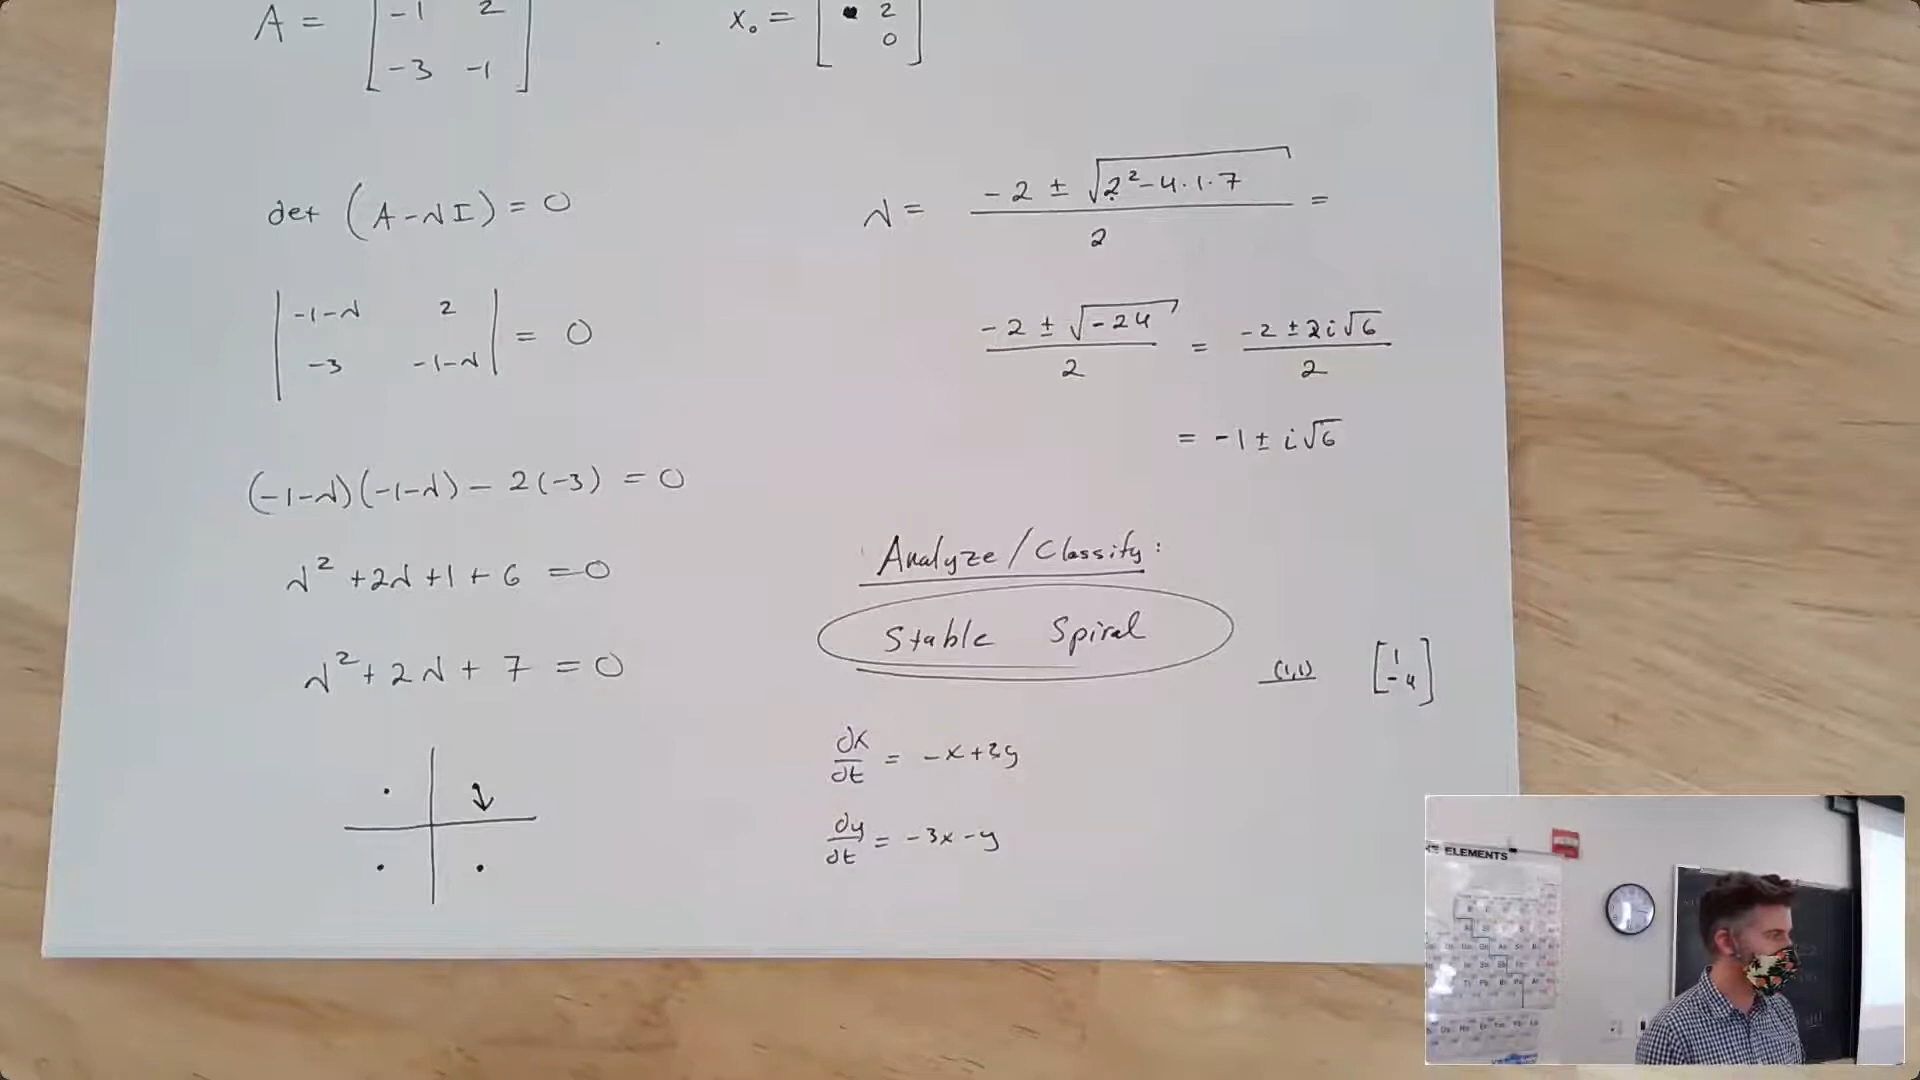 A = [ -1 2
-3 -1 ]
x₀ = [ 2
0 ]
det (A-λI) = 0
| -1-λ 2
-3 -1-λ | = 0
(-1-λ)(-1-λ) - 2(-3) = 0
λ² + 2λ + 1 + 6 = 0
λ² + 2λ + 7 = 0
λ = (-2 ± √(2²-4·1·7)) / 2 =
(-2 ± √-24) / 2 = (-2 ± 2i√6) / 2
= -1 ± i√6
Analyze/Classify:
Stable Spiral
(1,1) [ 1
-4 ]
dx/dt = -x+2y
dy/dt = -3x-y
ELEMENTS